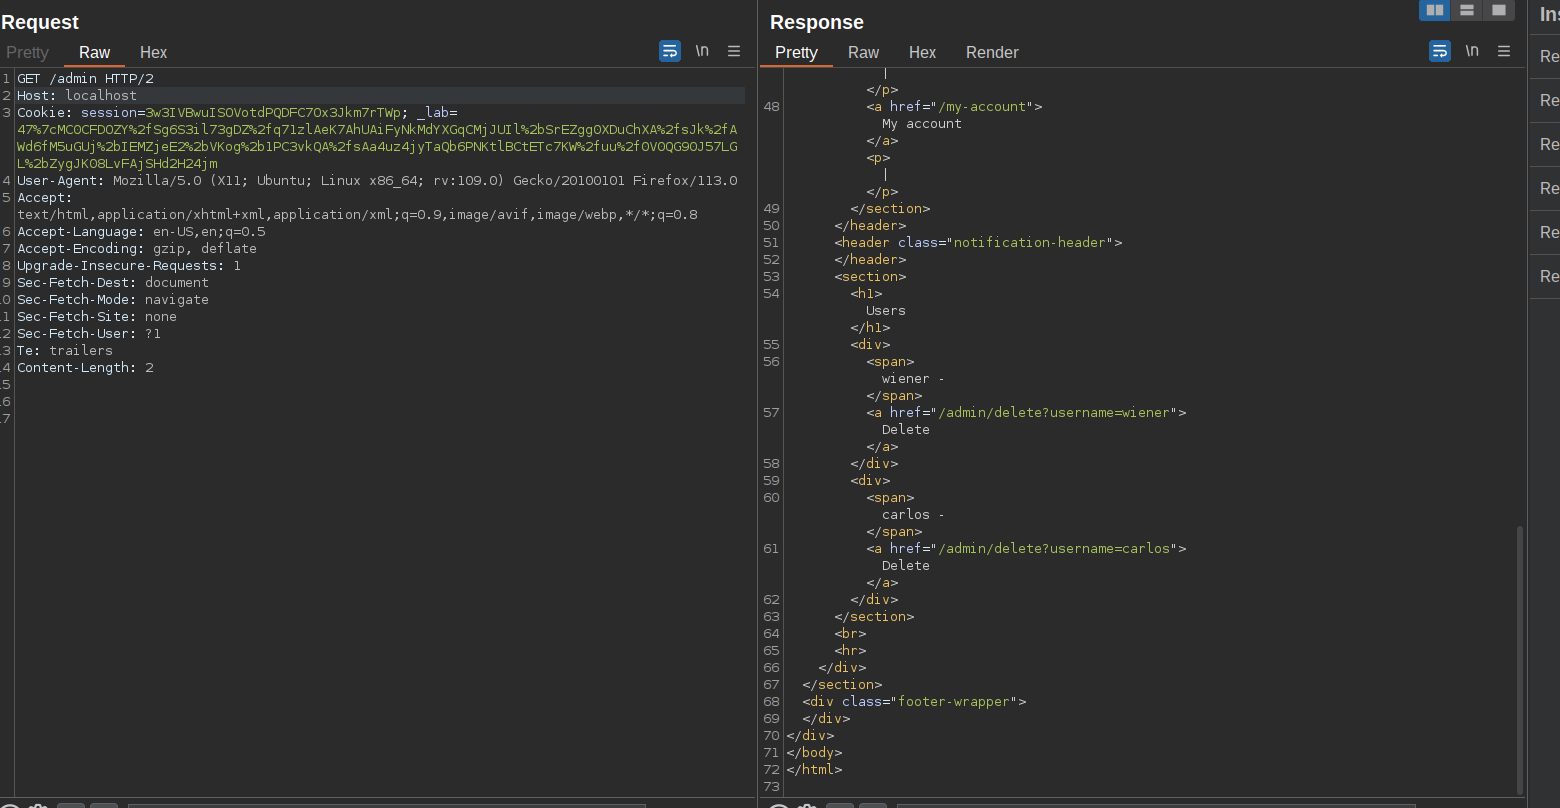 Request
Pretty Raw Hex
\n
1 GET /admin HTTP/2
2 Host: localhost
3 Cookie: session=3w3IVBwuISOVotdPQDFC7Ox3Jkm7rTWp; _lab=
47%7cMC0CFDOZY%2fSg6S3il73gDZ%2fq71zlAeK7AhUAiFyNkMdYXGqCMjJUIl%2bSrEZgg0XDuChXA%2fsJk%2fA
Wd6fM5uGUj%2bIEMZjeE2%2bVKog%2b1PC3vkQA%2fsAa4uz4jyTaQb6PNKtlBCtETc7KW%2fuu%2f0V0QG90J57LG
L%2bZygJK08LvFAjSHd2H24jm
4 User-Agent: Mozilla/5.0 (X11; Ubuntu; Linux x86_64; rv:109.0) Gecko/20100101 Firefox/113.0
5 Accept:
text/html,application/xhtml+xml,application/xml;q=0.9,image/avif,image/webp,*/*;q=0.8
6 Accept-Language: en-US,en;q=0.5
7 Accept-Encoding: gzip, deflate
8 Upgrade-Insecure-Requests: 1
9 Sec-Fetch-Dest: document
.0 Sec-Fetch-Mode: navigate
.1 Sec-Fetch-Site: none
.2 Sec-Fetch-User: ?1
.3 Te: trailers
.4 Content-Length: 2
.5
.6
.7
Response
Pretty Raw Hex Render
\n
|
</p>
48 <a href="/my-account">
My account
</a>
<p>
|
</p>
49 </section>
50 </header>
51 <header class="notification-header">
52 </header>
53 <section>
54 <h1>
Users
</h1>
55 <div>
56 <span>
wiener -
</span>
57 <a href="/admin/delete?username=wiener">
Delete
</a>
58 </div>
59 <div>
60 <span>
carlos -
</span>
61 <a href="/admin/delete?username=carlos">
Delete
</a>
62 </div>
63 </section>
64 <br>
65 <hr>
66 </div>
67 </section>
68 <div class="footer-wrapper">
69 </div>
70 </div>
71 </body>
72 </html>
73
Ins
Re
Re
Re
Re
Re
Re